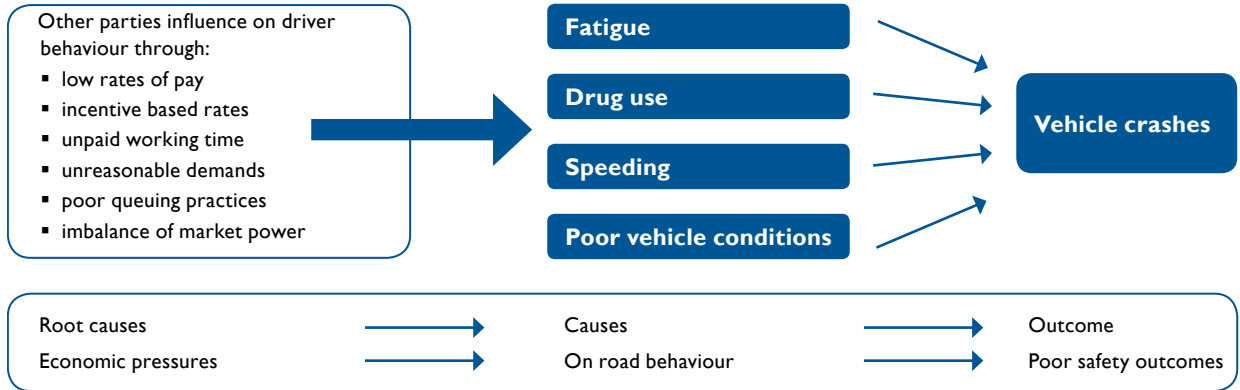 Other parties influence on driver
behaviour through:
▪ low rates of pay
▪ incentive based rates
▪ unpaid working time
▪ unreasonable demands
▪ poor queuing practices
▪ imbalance of market power
Fatigue
Drug use
Speeding
Poor vehicle conditions
Vehicle crashes
Root causes Causes Outcome
Economic pressures On road behaviour Poor safety outcomes